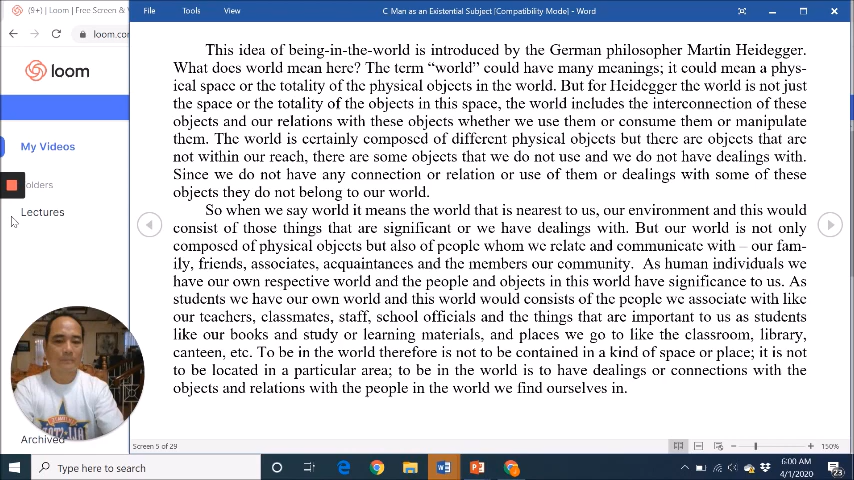 (9+) | Loom | Free Screen & V
File
Tools
View
C Man as an Existential Subject [Compatibility Mode] - Word
loom.con
loom
My Videos
olders
Lectures
Archived
This idea of being-in-the-world is introduced by the German philosopher Martin Heidegger.
What does world mean here? The term “world” could have many meanings; it could mean a phys-
ical space or the totality of the physical objects in the world. But for Heidegger the world is not just
the space or the totality of the objects in this space, the world includes the interconnection of these
objects and our relations with these objects whether we use them or consume them or manipulate
them. The world is certainly composed of different physical objects but there are objects that are
not within our reach, there are some objects that we do not use and we do not have dealings with.
Since we do not have any connection or relation or use of them or dealings with some of these
objects they do not belong to our world.
So when we say world it means the world that is nearest to us, our environment and this would
consist of those things that are significant or we have dealings with. But our world is not only
composed of physical objects but also of people whom we relate and communicate with – our fam-
ily, friends, associates, acquaintances and the members our community. As human individuals we
have our own respective world and the people and objects in this world have significance to us. As
students we have our own world and this world would consists of the people we associate with like
our teachers, classmates, staff, school officials and the things that are important to us as students
like our books and study or learning materials, and places we go to like the classroom, library,
canteen, etc. To be in the world therefore is not to be contained in a kind of space or place; it is not
to be located in a particular area; to be in the world is to have dealings or connections with the
objects and relations with the people in the world we find ourselves in.
Screen 5 of 29
150%
Type here to search
6:00 AM
4/1/2020
23